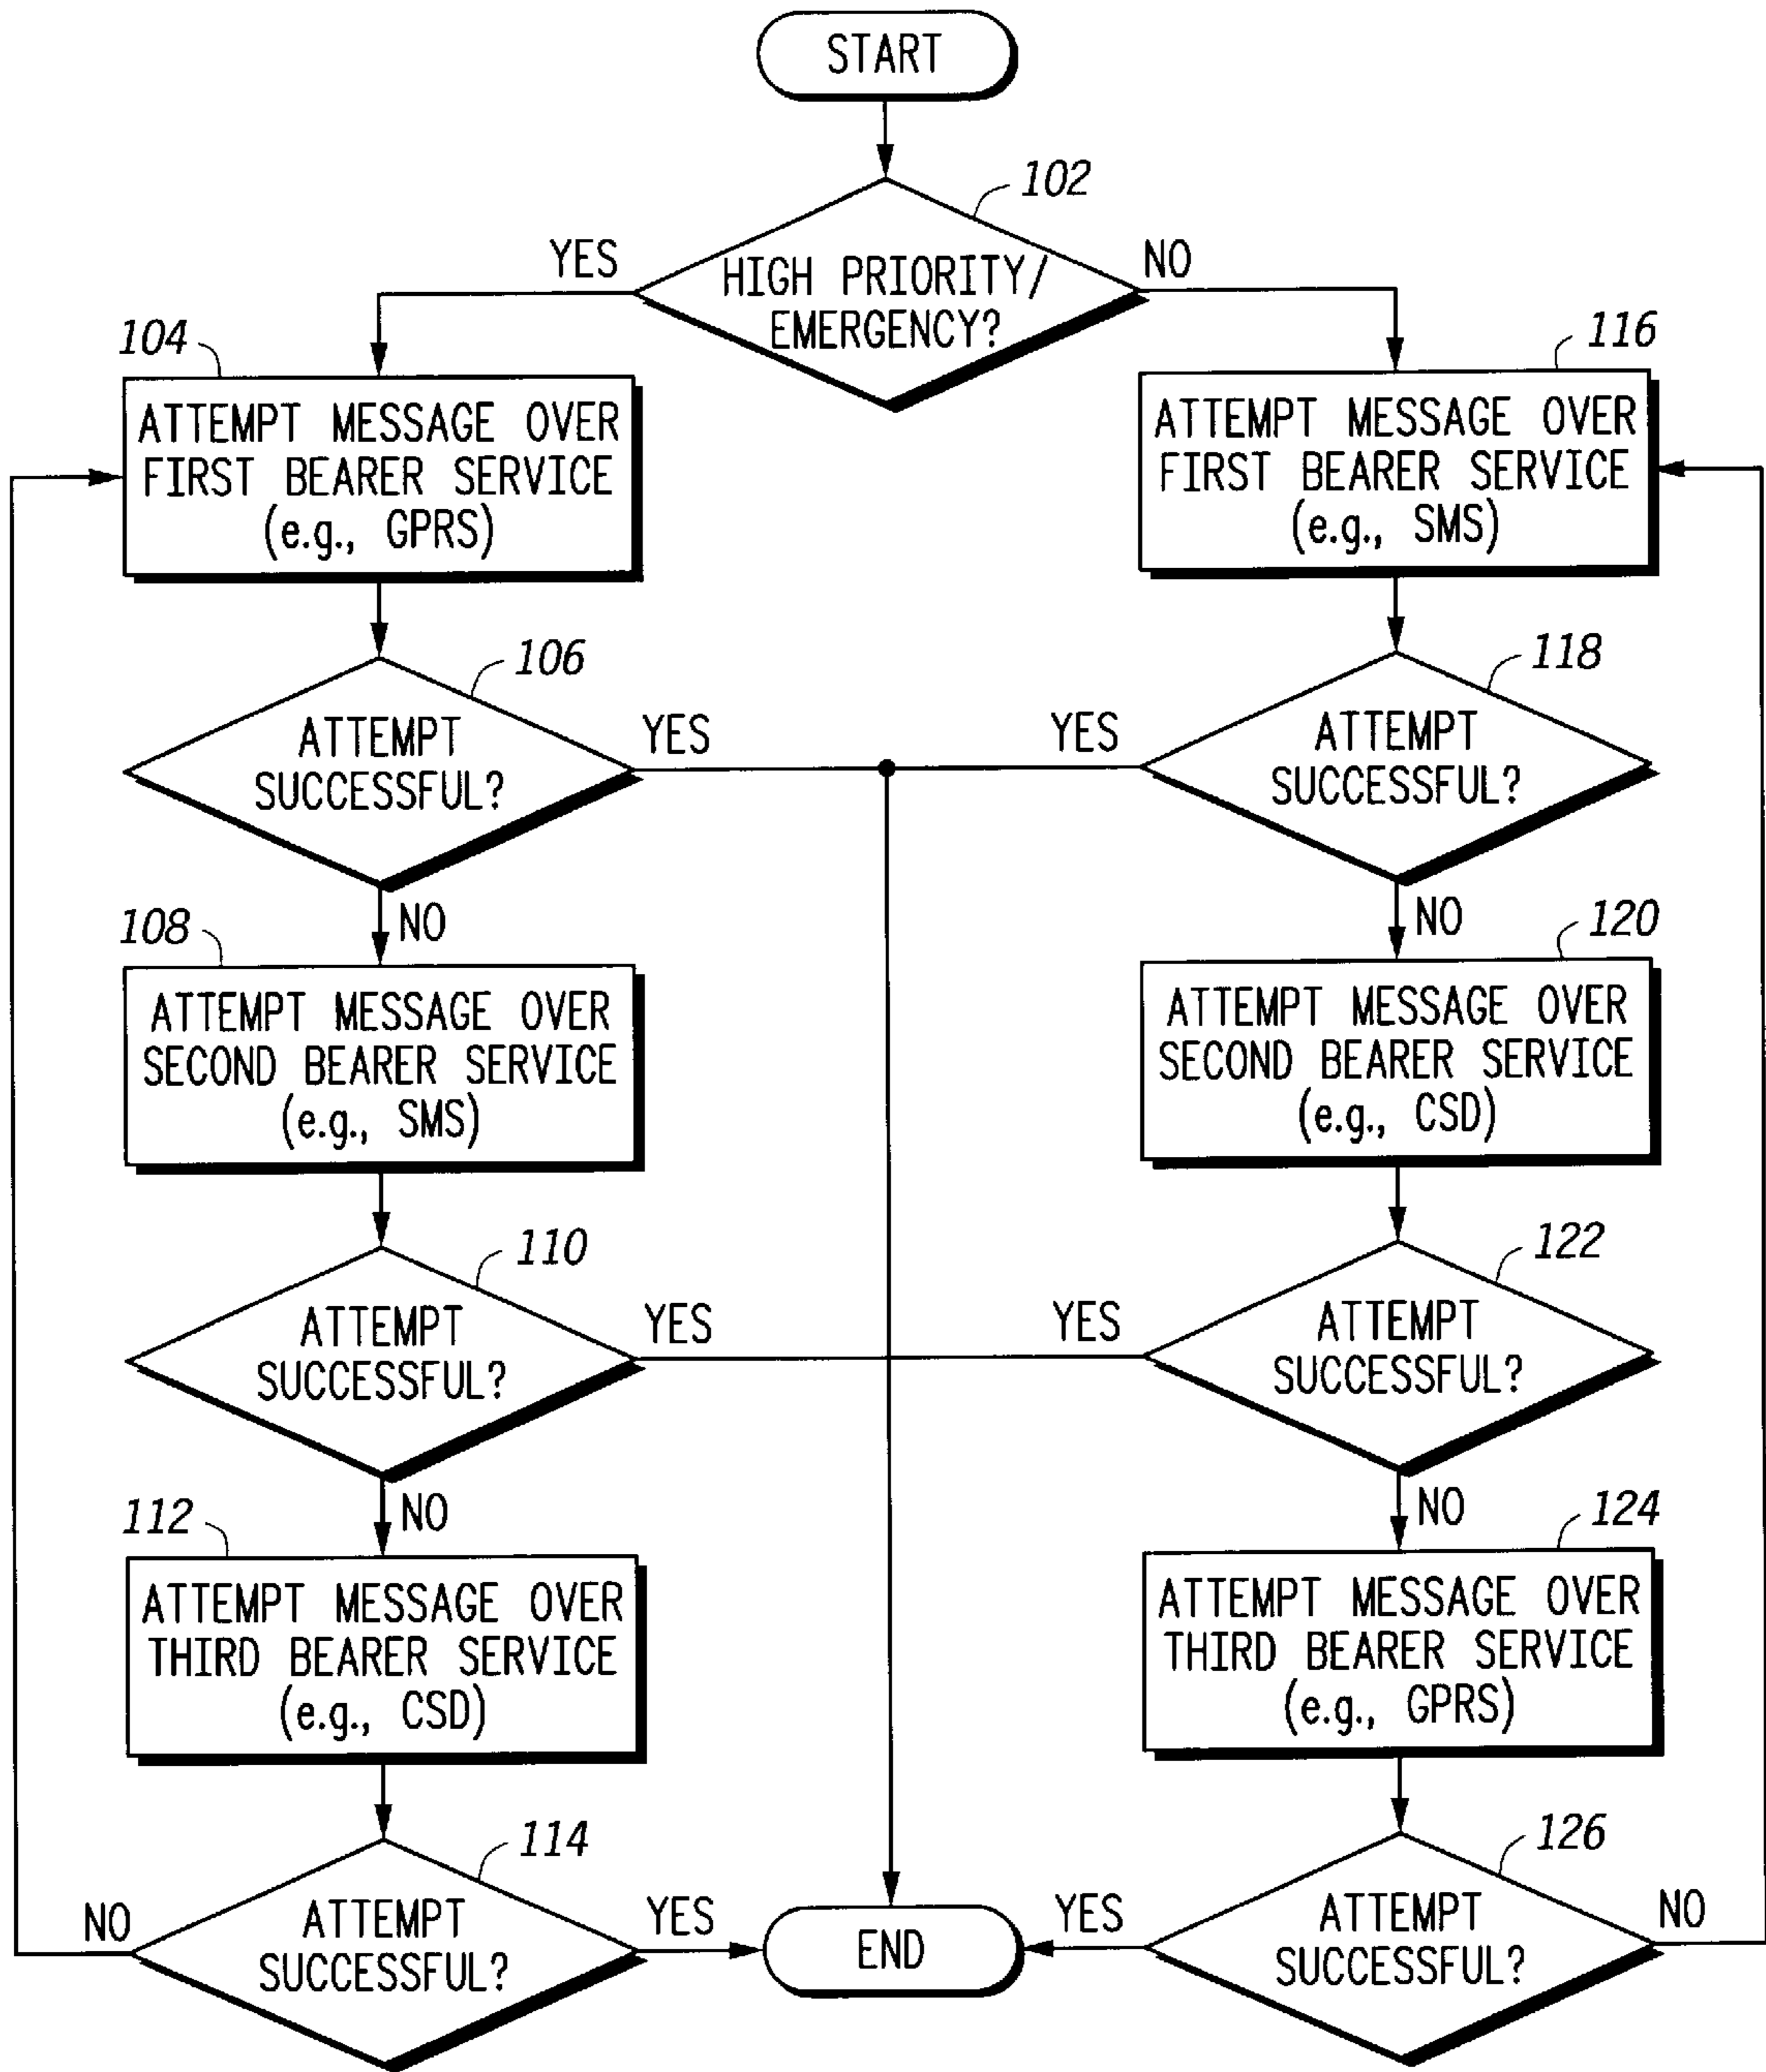 START
102
HIGH PRIORITY/
EMERGENCY?
YES
NO
104
ATTEMPT MESSAGE OVER
FIRST BEARER SERVICE
(e.g., GPRS)
116
ATTEMPT MESSAGE OVER
FIRST BEARER SERVICE
(e.g., SMS)
106
ATTEMPT
SUCCESSFUL?
YES
NO
118
ATTEMPT
SUCCESSFUL?
YES
NO
108
ATTEMPT MESSAGE OVER
SECOND BEARER SERVICE
(e.g., SMS)
120
ATTEMPT MESSAGE OVER
SECOND BEARER SERVICE
(e.g., CSD)
110
ATTEMPT
SUCCESSFUL?
YES
NO
122
ATTEMPT
SUCCESSFUL?
YES
NO
112
ATTEMPT MESSAGE OVER
THIRD BEARER SERVICE
(e.g., CSD)
124
ATTEMPT MESSAGE OVER
THIRD BEARER SERVICE
(e.g., GPRS)
114
ATTEMPT
SUCCESSFUL?
NO
YES
END
126
ATTEMPT
SUCCESSFUL?
YES
NO